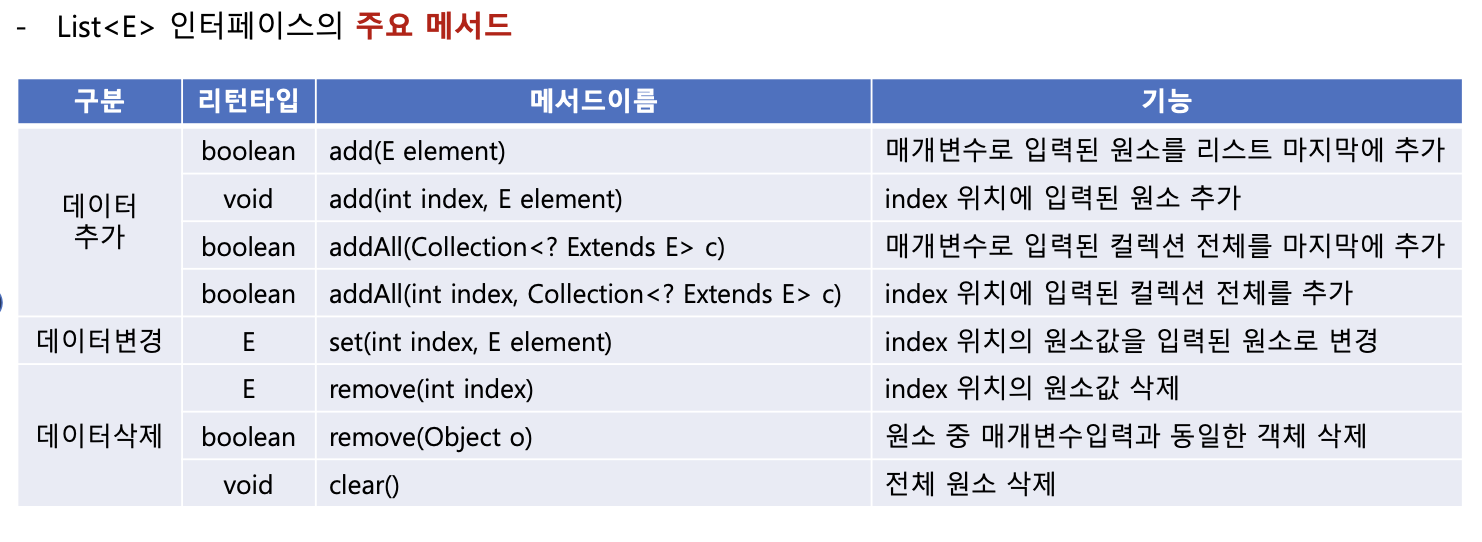 - List<E> 인터페이스의 주요 메서드
구분 리턴타입 메서드이름 기능
데이터
추가
boolean add(E element) 매개변수로 입력된 원소를 리스트 마지막에 추가
void add(int index, E element) index 위치에 입력된 원소 추가
boolean addAll(Collection<? Extends E> c) 매개변수로 입력된 컬렉션 전체를 마지막에 추가
boolean addAll(int index, Collection<? Extends E> c) index 위치에 입력된 컬렉션 전체를 추가
데이터변경 E set(int index, E element) index 위치의 원소값을 입력된 원소로 변경
데이터삭제
E remove(int index) index 위치의 원소값 삭제
boolean remove(Object o) 원소 중 매개변수입력과 동일한 객체 삭제
void clear() 전체 원소 삭제